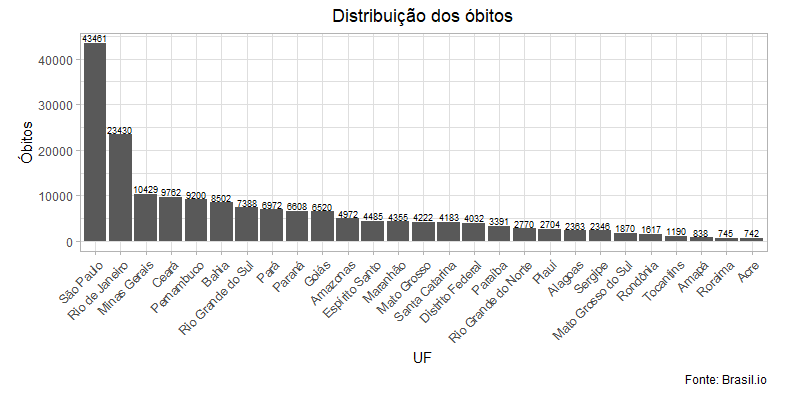 Distribuição dos óbitos
Óbitos
40000
30000
20000
10000
0
43461
23430
10429
9762
9200
8502
7388
6972
6608
6520
4972
4485
4355
4222
4183
4032
3391
2770
2704
2363
2346
1870
1617
1190
838
745
742
São Paulo
Rio de Janeiro
Minas Gerais
Ceará
Pernambuco
Bahia
Rio Grande do Sul
Pará
Paraná
Goiás
Amazonas
Espírito Santo
Maranhão
Mato Grosso
Santa Catarina
Distrito Federal
Paraíba
Rio Grande do Norte
Piauí
Alagoas
Sergipe
Mato Grosso do Sul
Rondônia
Tocantins
Amapá
Roraima
Acre
UF
Fonte: Brasil.io